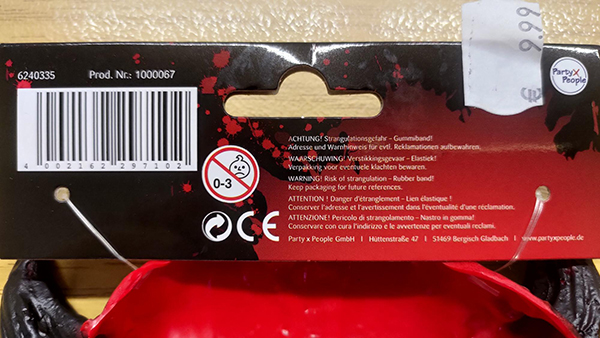 9.99
€
6240335 Prod. Nr.: 1000067
Party x
People
4 002162 297102
0-3
CE
ACHTUNG! Strangulationsgefahr – Gummiband!
Adresse und Warnhinweis für evtl. Reklamationen aufbewahren.
WAARSCHUWING! Verstikkingsgevaar – Elastiek!
Verpakking voor eventuele klachten bewaren.
WARNING! Risk of strangulation – Rubber band!
Keep packaging for future references.
ATTENTION ! Danger d'étranglement – Lien élastique !
Conserver l'adresse et l'avertissement dans l'éventualité d'une réclamation.
ATTENZIONE! Pericolo di strangolamento – Nastro in gomma!
Conservare con cura l'indirizzo e le avvertenze per eventuali reclami.
Party x People GmbH | Hüttenstraße 47 | 51469 Bergisch Gladbach | www.partyxpeople.de